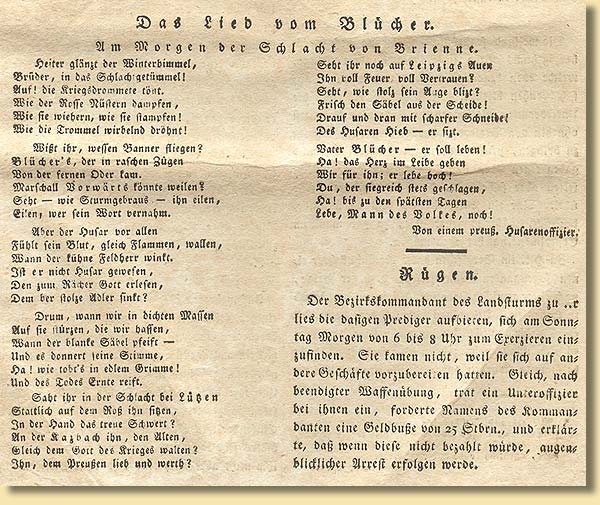 Das Lied vom Blücher.
Am Morgen der Schlacht von Brienne.
Heiter glänzt der Winterhimmel,
Brüder, in das Schlachtgetümmel!
Auf! die Kriegsdrommete tönt.
Wie der Rosse Nüstern dampfen,
Wie sie wiehern, wie sie stampfen!
Wie die Trommel wirbelnd dröhnt!
Wißt ihr, wessen Banner fliegen?
Blücher's, der in raschen Zügen
Von der fernen Oder kam.
Marschall Vorwärts könnte weilen?
Seht — wie Sturmgebraus — ihn eilen,
Eilen, wer sein Wort vernahm.
Aber der Husar vor allen
Fühlt sein Blut, gleich Flammen, wallen,
Wann der kühne Feldherr winkt.
Ist er nicht Husar gewesen,
Den zum Rächer Gott erlesen,
Dem der stolze Adler sinkt?
Drum, wann wir in dichten Massen
Auf sie stürzen, die wir hassen,
Wann der blanke Säbel pfeift —
Und es donnert seine Stimme,
Ha! wie tobt's in edlem Grimme!
Und des Todes Ernte reift.
Saht ihr in der Schlacht bei Lützen
Stattlich auf dem Roß ihn sitzen,
In der Hand das treue Schwert?
An der Kazbach ihn, den Alten,
Gleich dem Gott des Krieges walten?
Ihn, dem Preußen lieb und werth?
Seht ihr noch auf Leipzigs Auen
Ihn voll Feuer voll Vertrauen?
Seht, wie stolz sein Auge blizt?
Frisch den Säbel aus der Scheide!
Drauf und dran mit scharfer Schneide!
Des Husaren Hieb — er sizt.
Vater Blücher — er soll leben!
Ha! das Herz im Leibe geben
Wir für ihn; er lebe hoch!
Du, der siegreich stets geschlagen,
Ha! bis zu den spätsten Tagen
Lebe, Mann des Volkes, noch!
Von einem preuß. Husarenoffizier.
Rügen.
Der Bezirkskommandant des Landsturms zu ..r
lies die dasigen Prediger aufbieten, sich am Sonn-
tag Morgen von 6 bis 8 Uhr zum Exerzieren ein-
zufinden. Sie kamen nicht, weil sie sich auf an-
dere Geschäfte vorzubereiten hatten. Gleich, nach
beendigter Waffenübung, trat ein Unteroffizier
bei ihnen ein, forderte Namens des Komman-
danten eine Geldbuße von 25 Stbrn., und erklär-
te, daß wenn diese nicht bezahlt würde, augen-
blicklicher Arrest erfolgen werde.